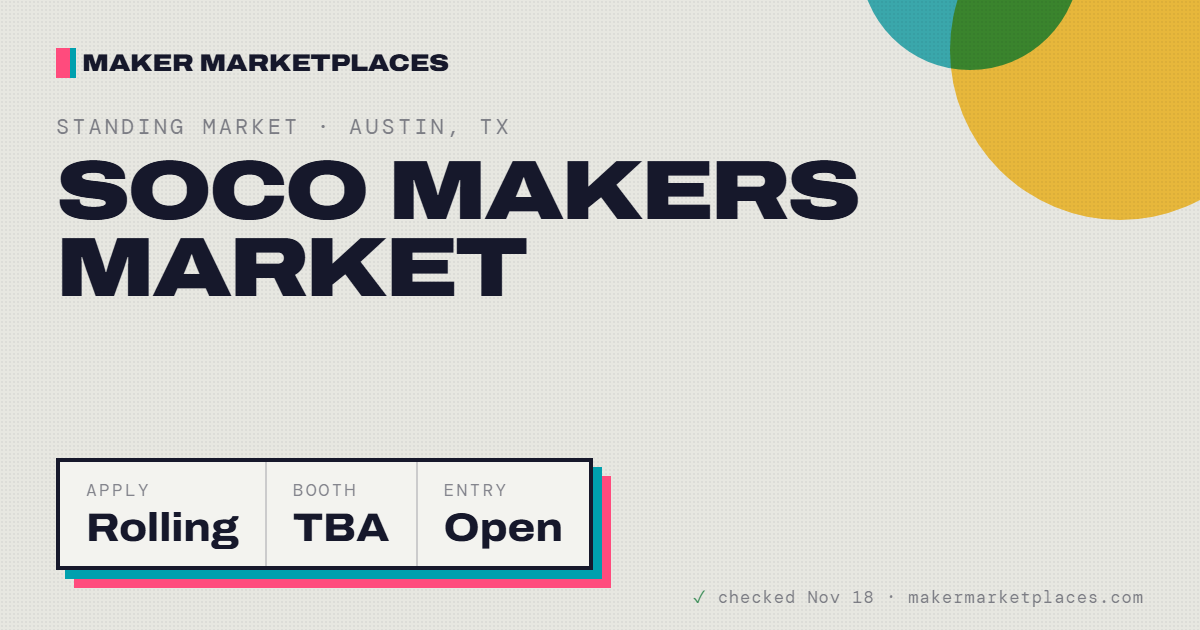 MAKER MARKETPLACES
STANDING MARKET · AUSTIN, TX
SOCO MAKERS
MARKET
APPLY
Rolling
BOOTH
TBA
ENTRY
Open
✓ checked Nov 18 · makermarketplaces.com